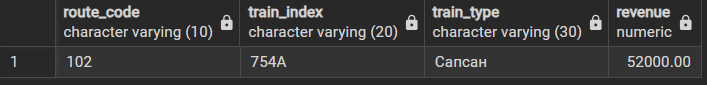 route_code train_index train_type revenue
character varying (10) character varying (20) character varying (30) numeric
1 102 754А Сапсан 52000.00